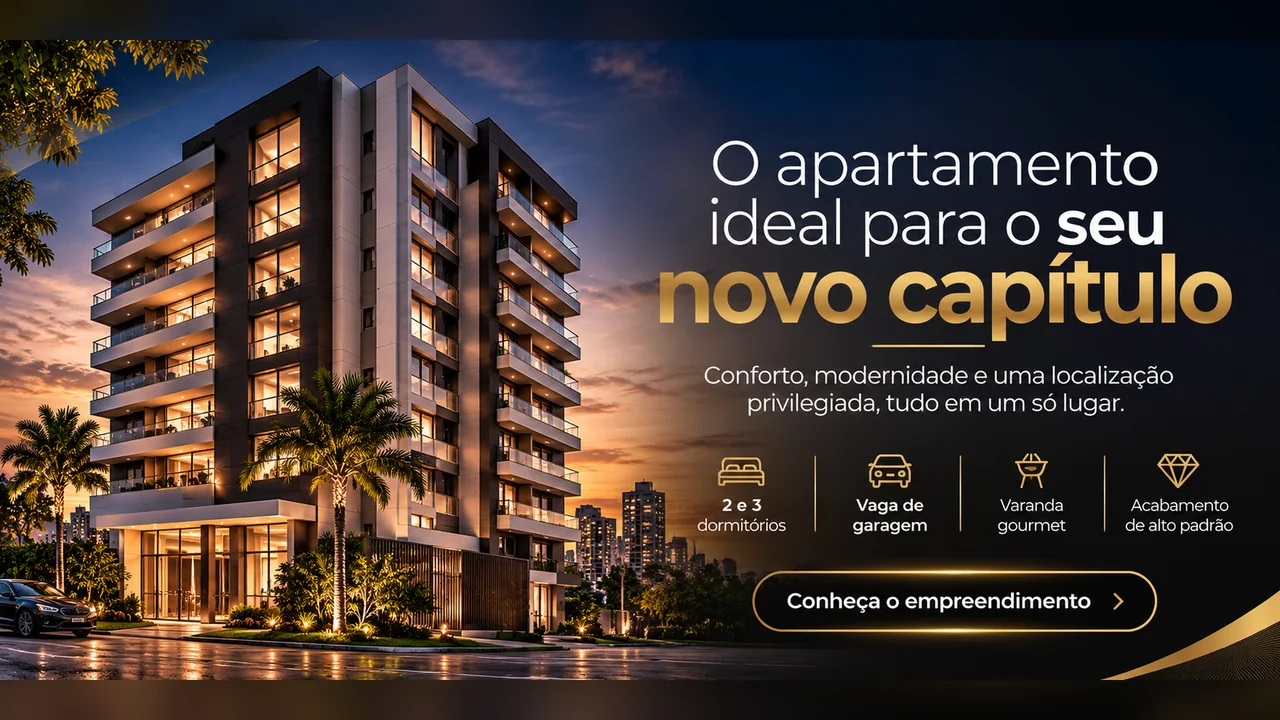 O apartamento
ideal para o seu
novo capítulo
Conforto, modernidade e uma localização
privilegiada, tudo em um só lugar.
2 e 3
dormitórios
Vaga de
garagem
Varanda
gourmet
Acabamento
de alto padrão
Conheça o empreendimento